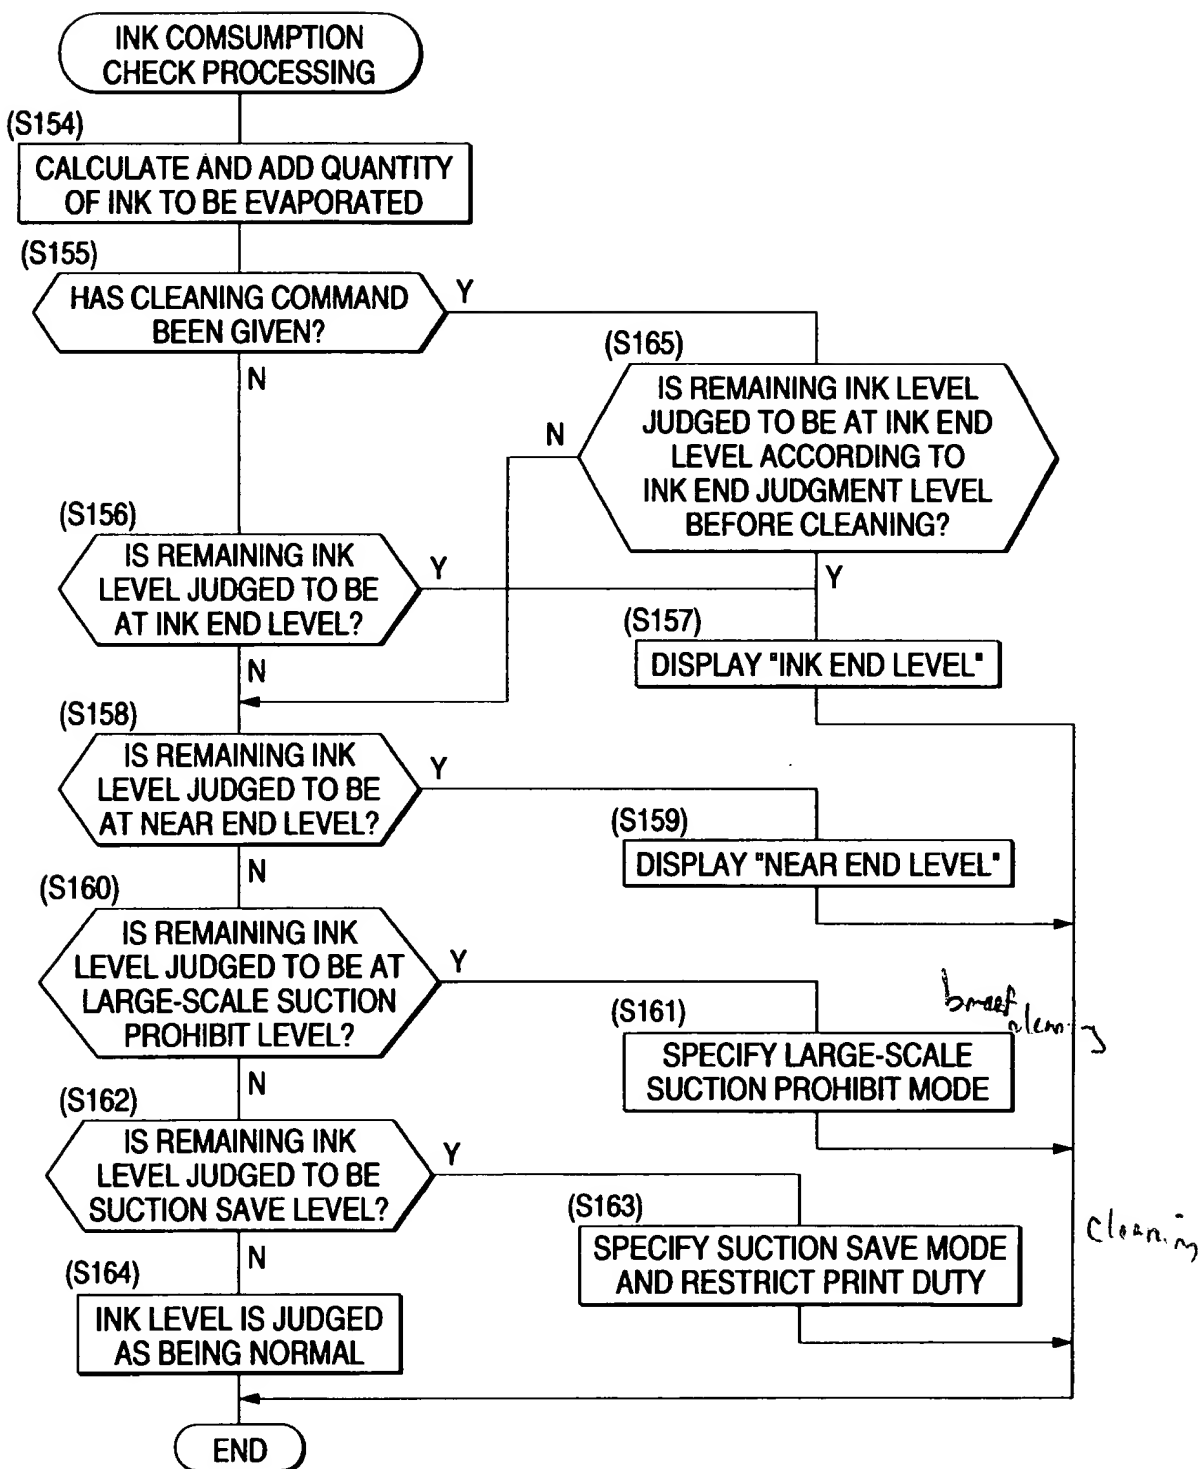 INK COMSUMPTION
CHECK PROCESSING
(S154)
CALCULATE AND ADD QUANTITY
OF INK TO BE EVAPORATED
(S155)
HAS CLEANING COMMAND
BEEN GIVEN?
Y
N
(S165)
IS REMAINING INK LEVEL
JUDGED TO BE AT INK END
LEVEL ACCORDING TO
INK END JUDGMENT LEVEL
BEFORE CLEANING?
N
Y
(S156)
IS REMAINING INK
LEVEL JUDGED TO BE
AT INK END LEVEL?
Y
N
(S157)
DISPLAY "INK END LEVEL"
(S158)
IS REMAINING INK
LEVEL JUDGED TO BE
AT NEAR END LEVEL?
Y
N
(S159)
DISPLAY "NEAR END LEVEL"
(S160)
IS REMAINING INK
LEVEL JUDGED TO BE AT
LARGE-SCALE SUCTION
PROHIBIT LEVEL?
Y
N
(S161)
SPECIFY LARGE-SCALE
SUCTION PROHIBIT MODE
(S162)
IS REMAINING INK
LEVEL JUDGED TO BE
SUCTION SAVE LEVEL?
Y
N
(S163)
SPECIFY SUCTION SAVE MODE
AND RESTRICT PRINT DUTY
cleaning
(S164)
INK LEVEL IS JUDGED
AS BEING NORMAL
END